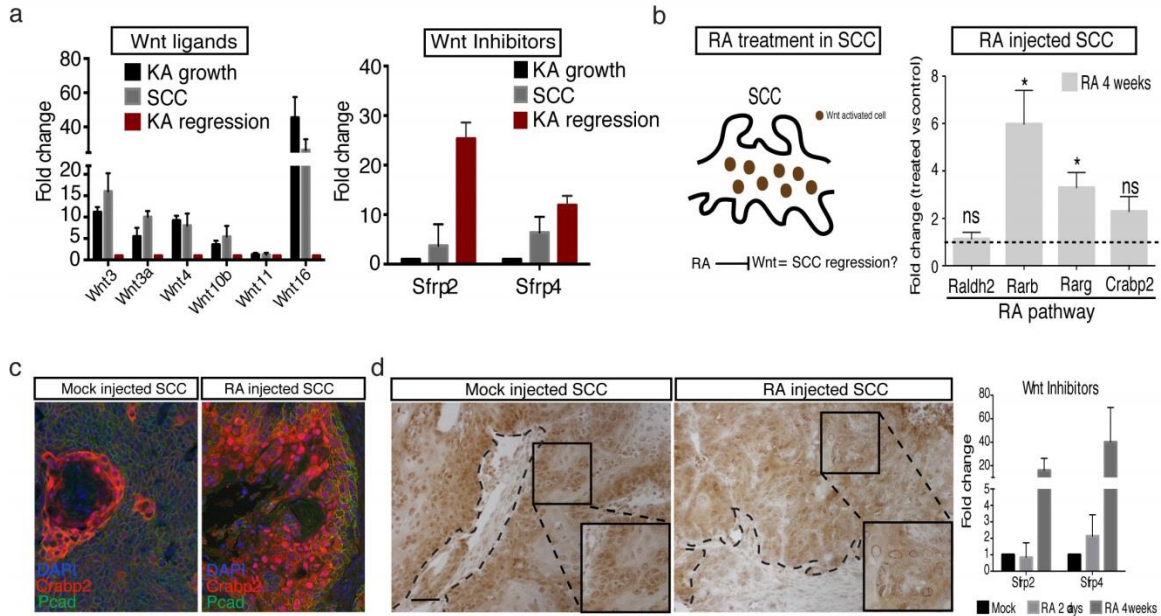 a
Wnt ligands
KA growth
SCC
KA regression
Fold change
80
60
40
20
15
10
5
0
Wnt3
Wnt3a
Wnt4
Wnt10b
Wnt11
Wnt16
Wnt Inhibitors
KA growth
SCC
KA regression
Fold change
40
30
20
10
0
Sfrp2
Sfrp4
b
RA treatment in SCC
SCC
Wnt activated cell
RA Wnt= SCC regression?
RA injected SCC
RA 4 weeks
Fold change (treated vs control)
8
6
4
2
0
ns
*
*
ns
Raldh2
Rarb
Rarg
Crabp2
RA pathway
c
Mock injected SCC
DAPI
Crabp2
Pcad
RA injected SCC
DAPI
Crabp2
Pcad
d
Mock injected SCC
RA injected SCC
Wnt Inhibitors
Fold change
80
60
40
20
5
4
3
2
1
0
Sfrp2
Sfrp4
Mock
RA 2 days
RA 4weeks